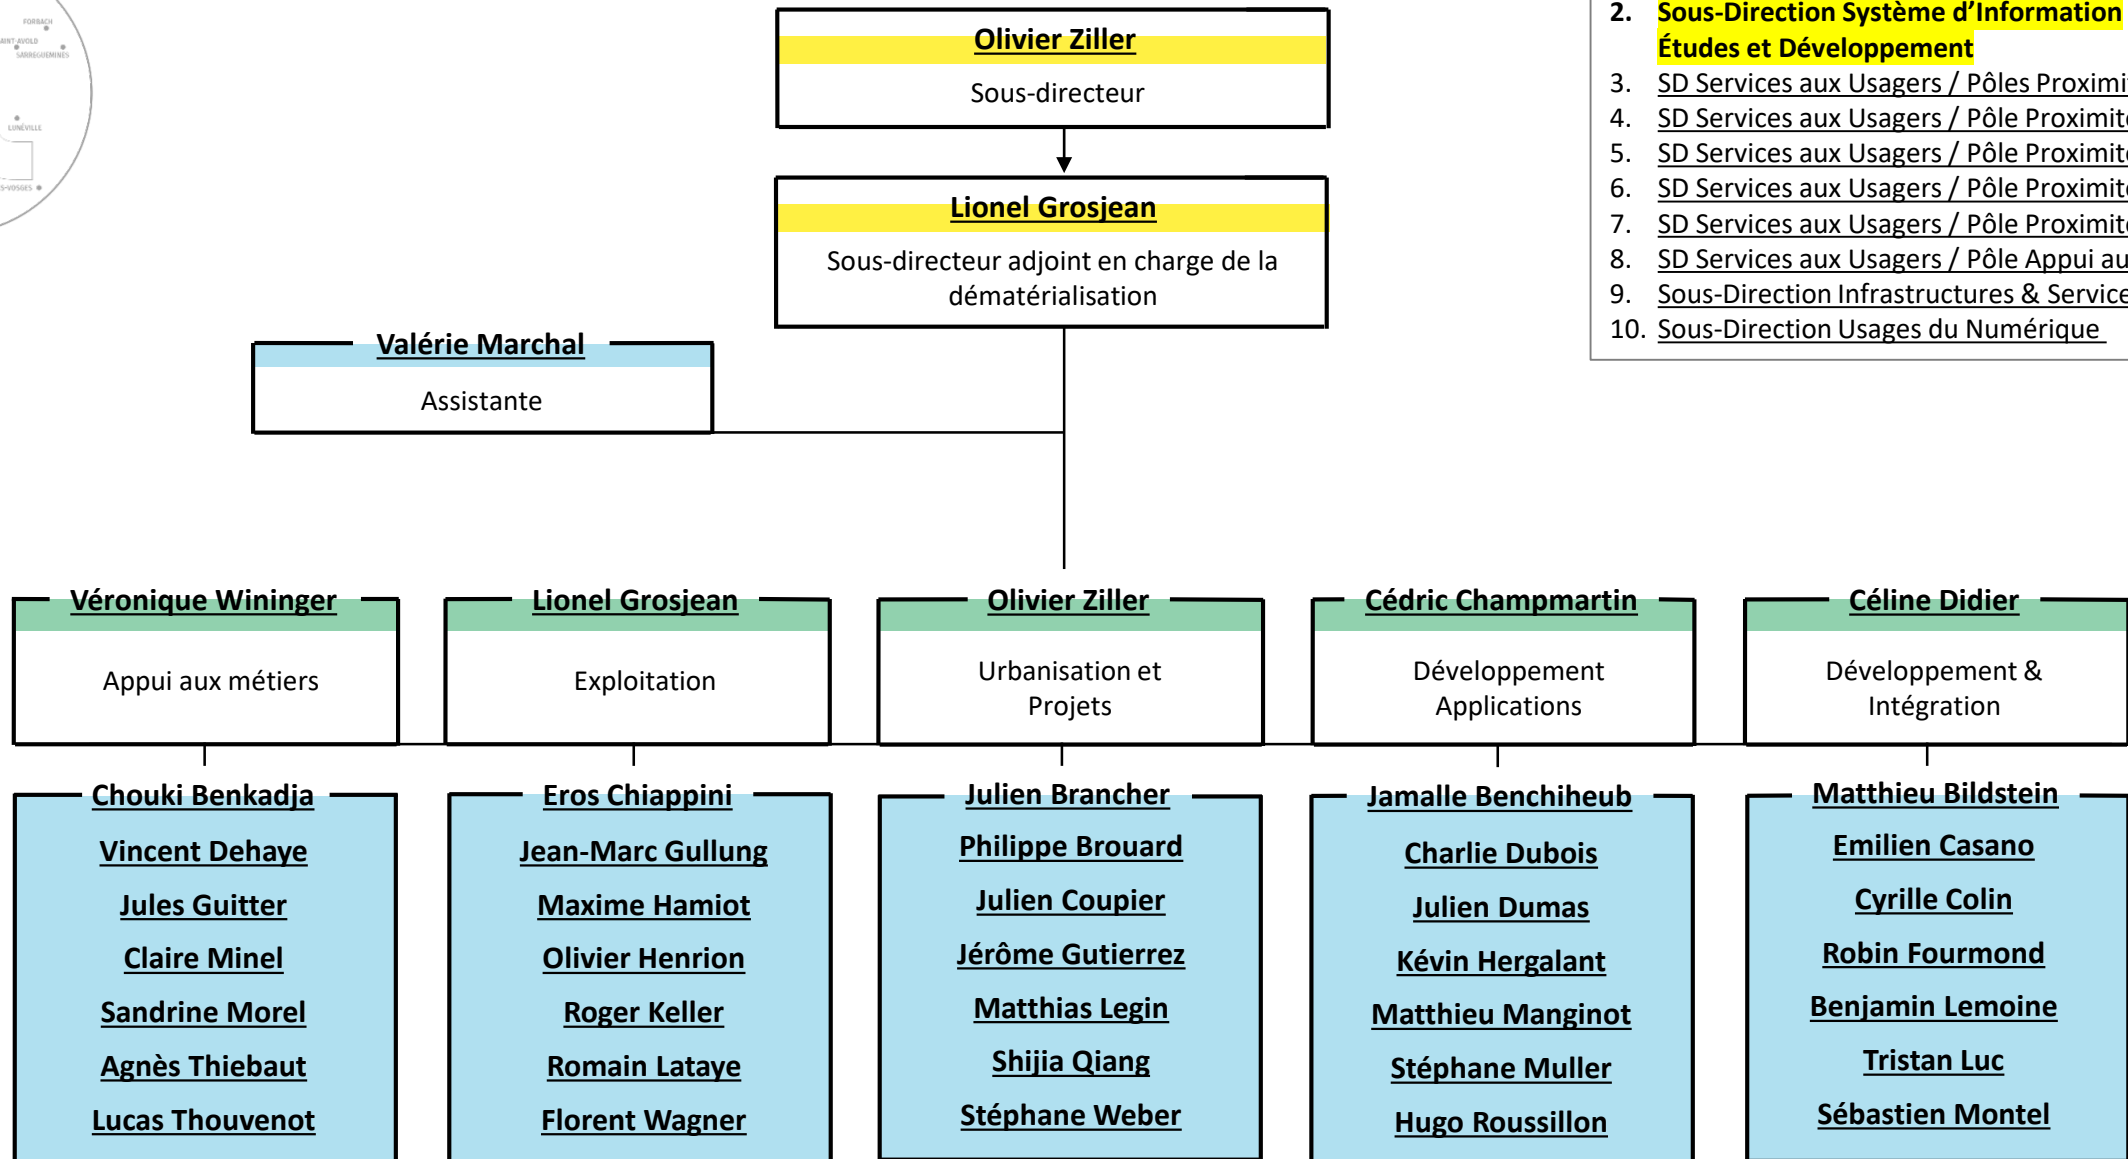 FORBACH
SARREGUEMINES
LUNÉVILLE
Olivier Ziller
Sous-directeur
Lionel Grosjean
Sous-directeur adjoint en charge de la
dématérialisation
Valérie Marchal
Assistante
2. Sous-Direction Système d’Information
Études et Développement
3. SD Services aux Usagers / Pôles
4. SD Services aux Usagers / Pôle
5. SD Services aux Usagers / Pôle
6. SD Services aux Usagers / Pôle
7. SD Services aux Usagers / Pôle
8. SD Services aux Usagers / Pôle Appui
9. Sous-Direction Infrastructures &
10. Sous-Direction Usages du Numérique
Véronique Wininger
Appui aux métiers
Chouki Benkadja
Vincent Dehaye
Jules Guitter
Claire Minel
Sandrine Morel
Agnès Thiebaut
Lucas Thouvenot
Lionel Grosjean
Exploitation
Eros Chiappini
Jean-Marc Gullung
Maxime Hamiot
Olivier Henrion
Roger Keller
Romain Lataye
Florent Wagner
Olivier Ziller
Urbanisation et
Projets
Julien Brancher
Philippe Brouard
Julien Coupier
Jérôme Gutierrez
Matthias Legin
Shijia Qiang
Stéphane Weber
Cédric Champmartin
Développement
Applications
Jamalle Benchiheub
Charlie Dubois
Julien Dumas
Kévin Hergalant
Matthieu Manginot
Stéphane Muller
Hugo Roussillon
Céline Didier
Développement &
Intégration
Matthieu Bildstein
Emilien Casano
Cyrille Colin
Robin Fourmond
Benjamin Lemoine
Tristan Luc
Sébastien Montel